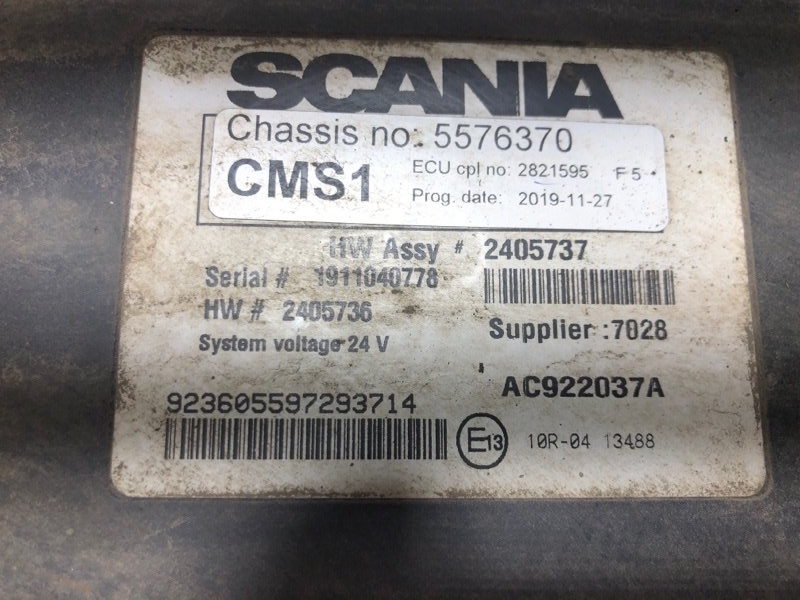 SCANIA
Chassis no: 5576370
CMS1
ECU cpl no: 2821595 F 5
Prog. date: 2019-11-27
HW Assy # 2405737
Serial # 1911040778
HW # 2405736
Supplier :7028
System voltage 24 V
AC922037A
923605597293714
E13 10R-04 13488